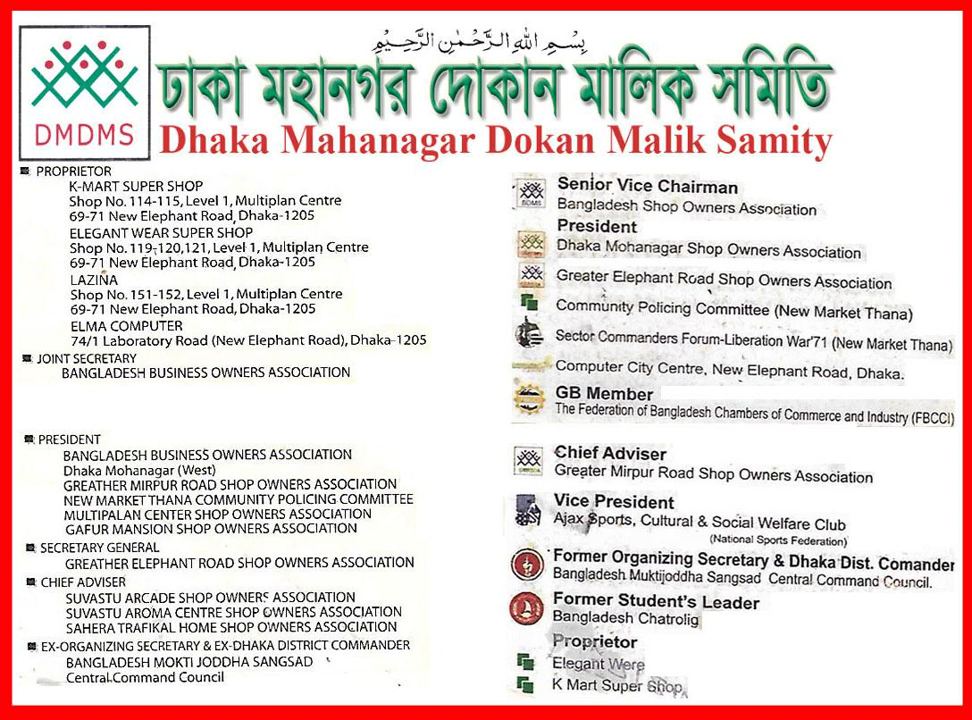 بِسْمِ اللهِ الرَّحْمٰنِ الرَّحِيْمِ
DMDMS
ঢাকা মহানগর দোকান মালিক সমিতি
Dhaka Mahanagar Dokan Malik Samity
PROPRIETOR
K-MART SUPER SHOP
Shop No. 114-115, Level 1, Multiplan Centre
69-71 New Elephant Road, Dhaka-1205
ELEGANT WEAR SUPER SHOP
Shop No. 119-120,121, Level 1, Multiplan Centre
69-71 New Elephant Road, Dhaka-1205
LAZINA
Shop No. 151-152, Level 1, Multiplan Centre
69-71 New Elephant Road, Dhaka-1205
ELMA COMPUTER
74/1 Laboratory Road (New Elephant Road), Dhaka-1205
JOINT SECRETARY
BANGLADESH BUSINESS OWNERS ASSOCIATION
PRESIDENT
BANGLADESH BUSINESS OWNERS ASSOCIATION
Dhaka Mohanagar (West)
GREATHER MIRPUR ROAD SHOP OWNERS ASSOCIATION
NEW MARKET THANA COMMUNITY POLICING COMMITTEE
MULTIPALAN CENTER SHOP OWNERS ASSOCIATION
GAFUR MANSION SHOP OWNERS ASSOCIATION
SECRETARY GENERAL
GREATHER ELEPHANT ROAD SHOP OWNERS ASSOCIATION
CHIEF ADVISER
SUVASTU ARCADE SHOP OWNERS ASSOCIATION
SUVASTU AROMA CENTRE SHOP OWNERS ASSOCIATION
SAHERA TRAFIKAL HOME SHOP OWNERS ASSOCIATION
EX-ORGANIZING SECRETARY & EX-DHAKA DISTRICT COMMANDER
BANGLADESH MOKTI JODDHA SANGSAD
Central Command Council
Senior Vice Chairman
Bangladesh Shop Owners Association
President
Dhaka Mohanagar Shop Owners Association
Greater Elephant Road Shop Owners Association
Community Policing Committee (New Market Thana)
Sector Commanders Forum-Liberation War'71 (New Market Thana)
Computer City Centre, New Elephant Road, Dhaka.
GB Member
The Federation of Bangladesh Chambers of Commerce and Industry (FBCCI)
Chief Adviser
Greater Mirpur Road Shop Owners Association
Vice President
Ajax Sports, Cultural & Social Welfare Club
(National Sports Federation)
Former Organizing Secretary & Dhaka Dist. Comander
Bangladesh Muktijoddha Sangsad Central Command Council.
Former Student's Leader
Bangladesh Chatrolig
Proprietor
Elegant Were
K Mart Super Shop